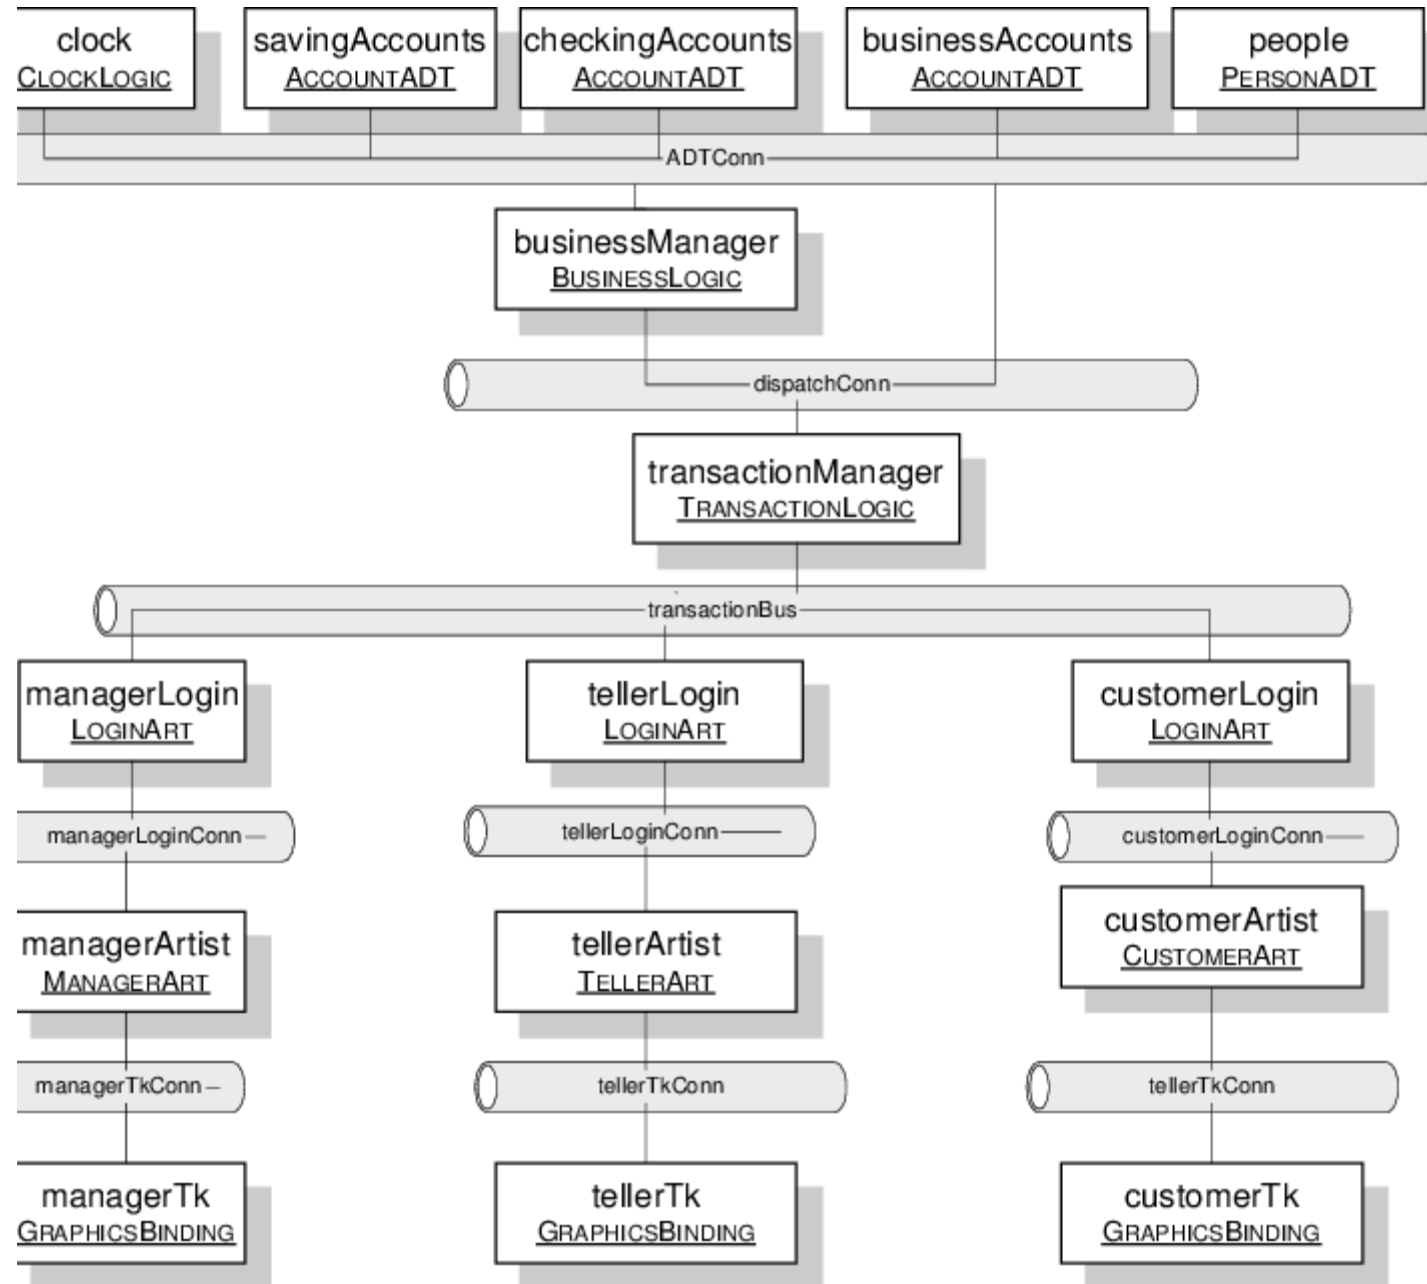 clock
CLOCKLOGIC
savingAccounts
ACCOUNTADT
checkingAccounts
ACCOUNTADT
businessAccounts
ACCOUNTADT
people
PERSONADT
ADTConn
businessManager
BUSINESSLOGIC
dispatchConn
transactionManager
TRANSACTIONLOGIC
transactionBus
managerLogin
LOGINART
tellerLogin
LOGINART
customerLogin
LOGINART
managerLoginConn
tellerLoginConn
customerLoginConn
managerArtist
MANAGERART
tellerArtist
TELLERART
customerArtist
CUSTOMERART
managerTkConn
tellerTkConn
tellerTkConn
managerTk
GRAPHICSBINDING
tellerTk
GRAPHICSBINDING
customerTk
GRAPHICSBINDING